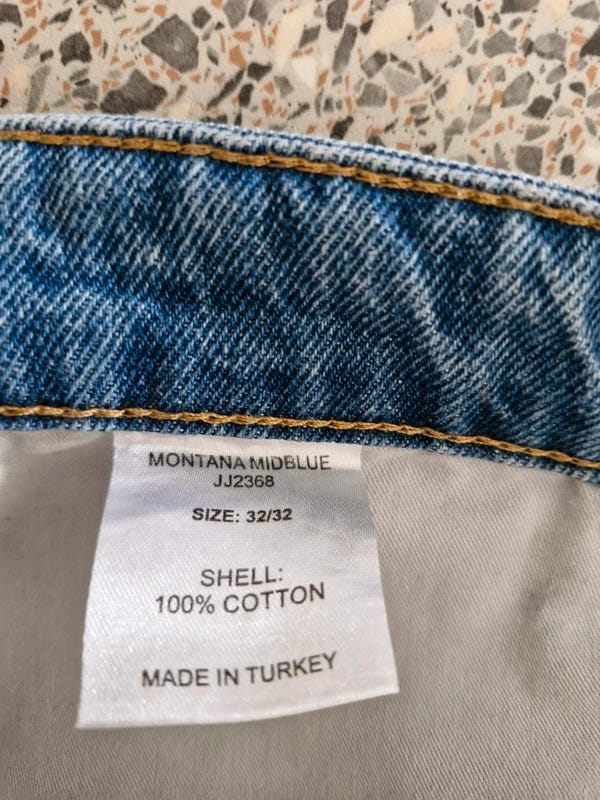 MONTANA MIDBLUE
JJ2368
SIZE: 32/32
SHELL:
100% COTTON
MADE IN TURKEY